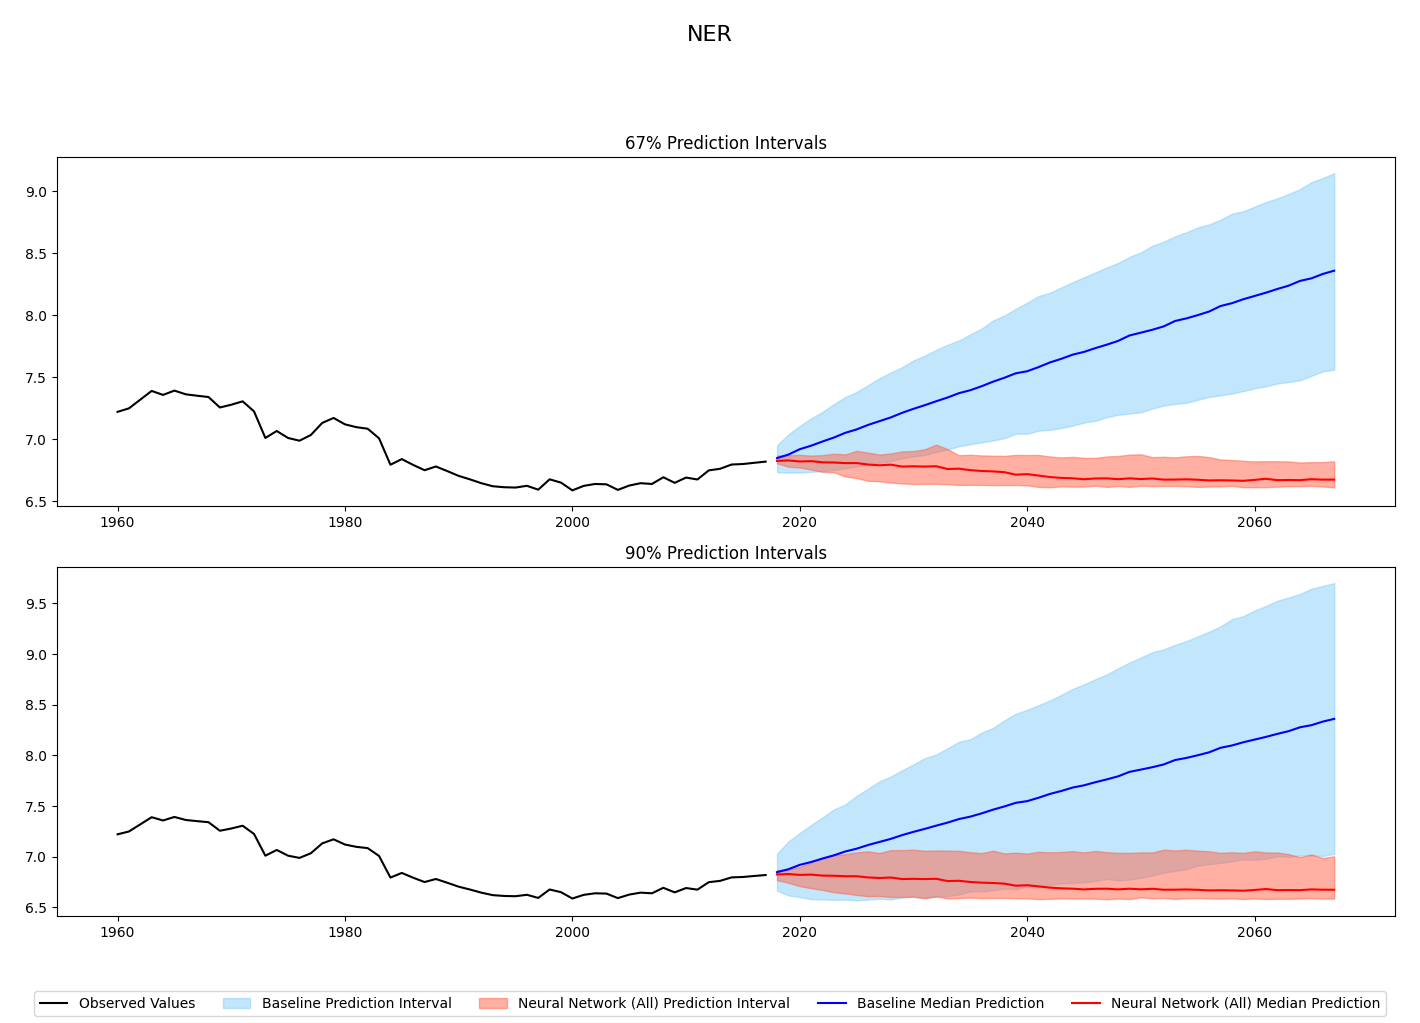 NER
67% Prediction Intervals
9.0
8.5
8.0
7.5
7.0
6.5
1960 1980 2000 2020 2040 2060
90% Prediction Intervals
9.5
9.0
8.5
8.0
7.5
7.0
6.5
1960 1980 2000 2020 2040 2060
Observed Values Baseline Prediction Interval Neural Network (All) Prediction Interval Baseline Median Prediction Neural Network (All) Median Prediction